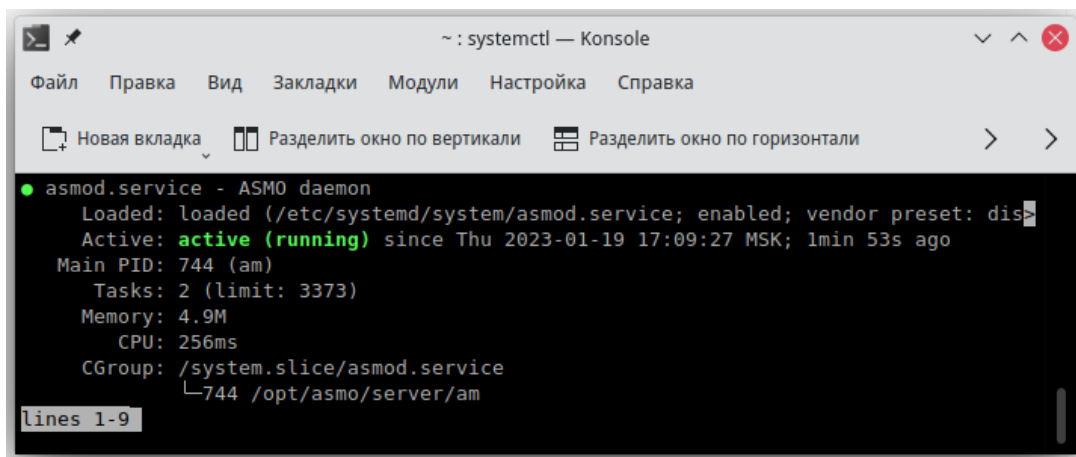 ~ : systemctl — Konsole
Файл Правка Вид Закладки Модули Настройка Справка
Новая вкладка Разделить окно по вертикали Разделить окно по горизонтали
● asmod.service - ASMO daemon
Loaded: loaded (/etc/systemd/system/asmod.service; enabled; vendor preset: dis>
Active: active (running) since Thu 2023-01-19 17:09:27 MSK; 1min 53s ago
Main PID: 744 (am)
Tasks: 2 (limit: 3373)
Memory: 4.9M
CPU: 256ms
CGroup: /system.slice/asmod.service
└─744 /opt/asmo/server/am
lines 1-9